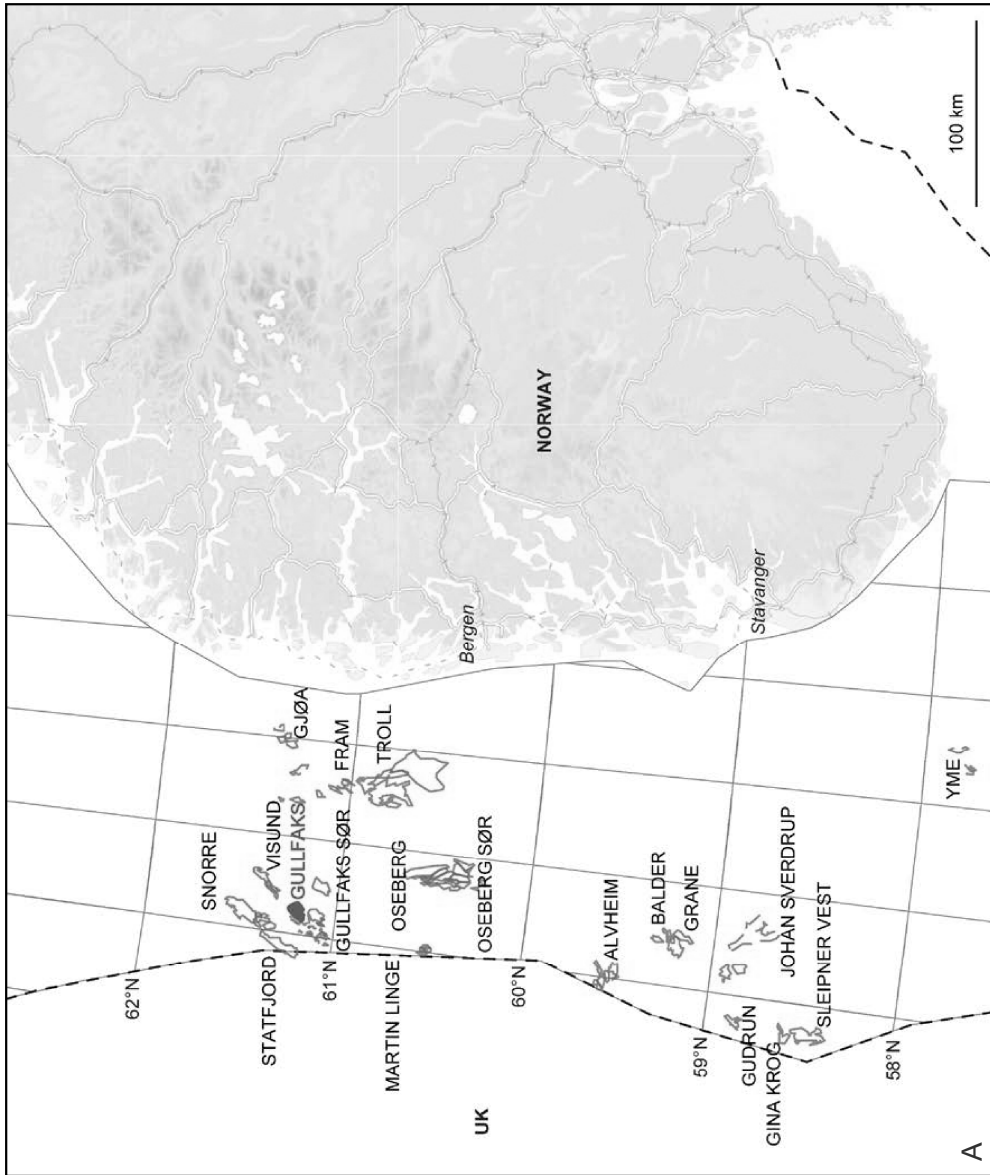 62°N
SNORRE
VISUND
GULLFAKS
GJØA
STATFJORD
61°N
GULLFAKS SØR
FRAM
TROLL
MARTIN LINGE
OSEBERG
Bergen
OSEBERG SØR
60°N
UK
NORWAY
ALVHEIM
BALDER
GRANE
59°N
Stavanger
GUDRUN
GINA KROG
JOHAN SVERDRUP
SLEIPNER VEST
58°N
YME
100 km
A